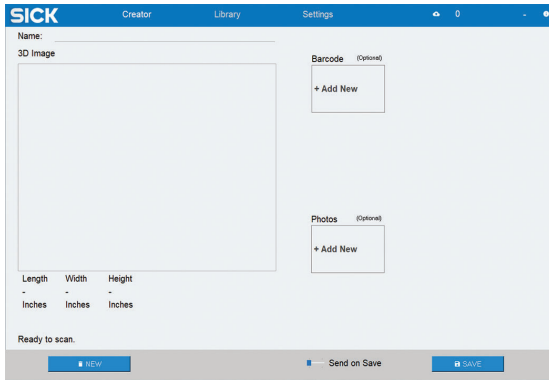 SICK Creator Library Settings 0 -
Name:
3D Image
Barcode (Optional)
+ Add New
Photos (Optional)
+ Add New
Length Width Height
- - -
Inches Inches Inches
Ready to scan.
NEW Send on Save SAVE